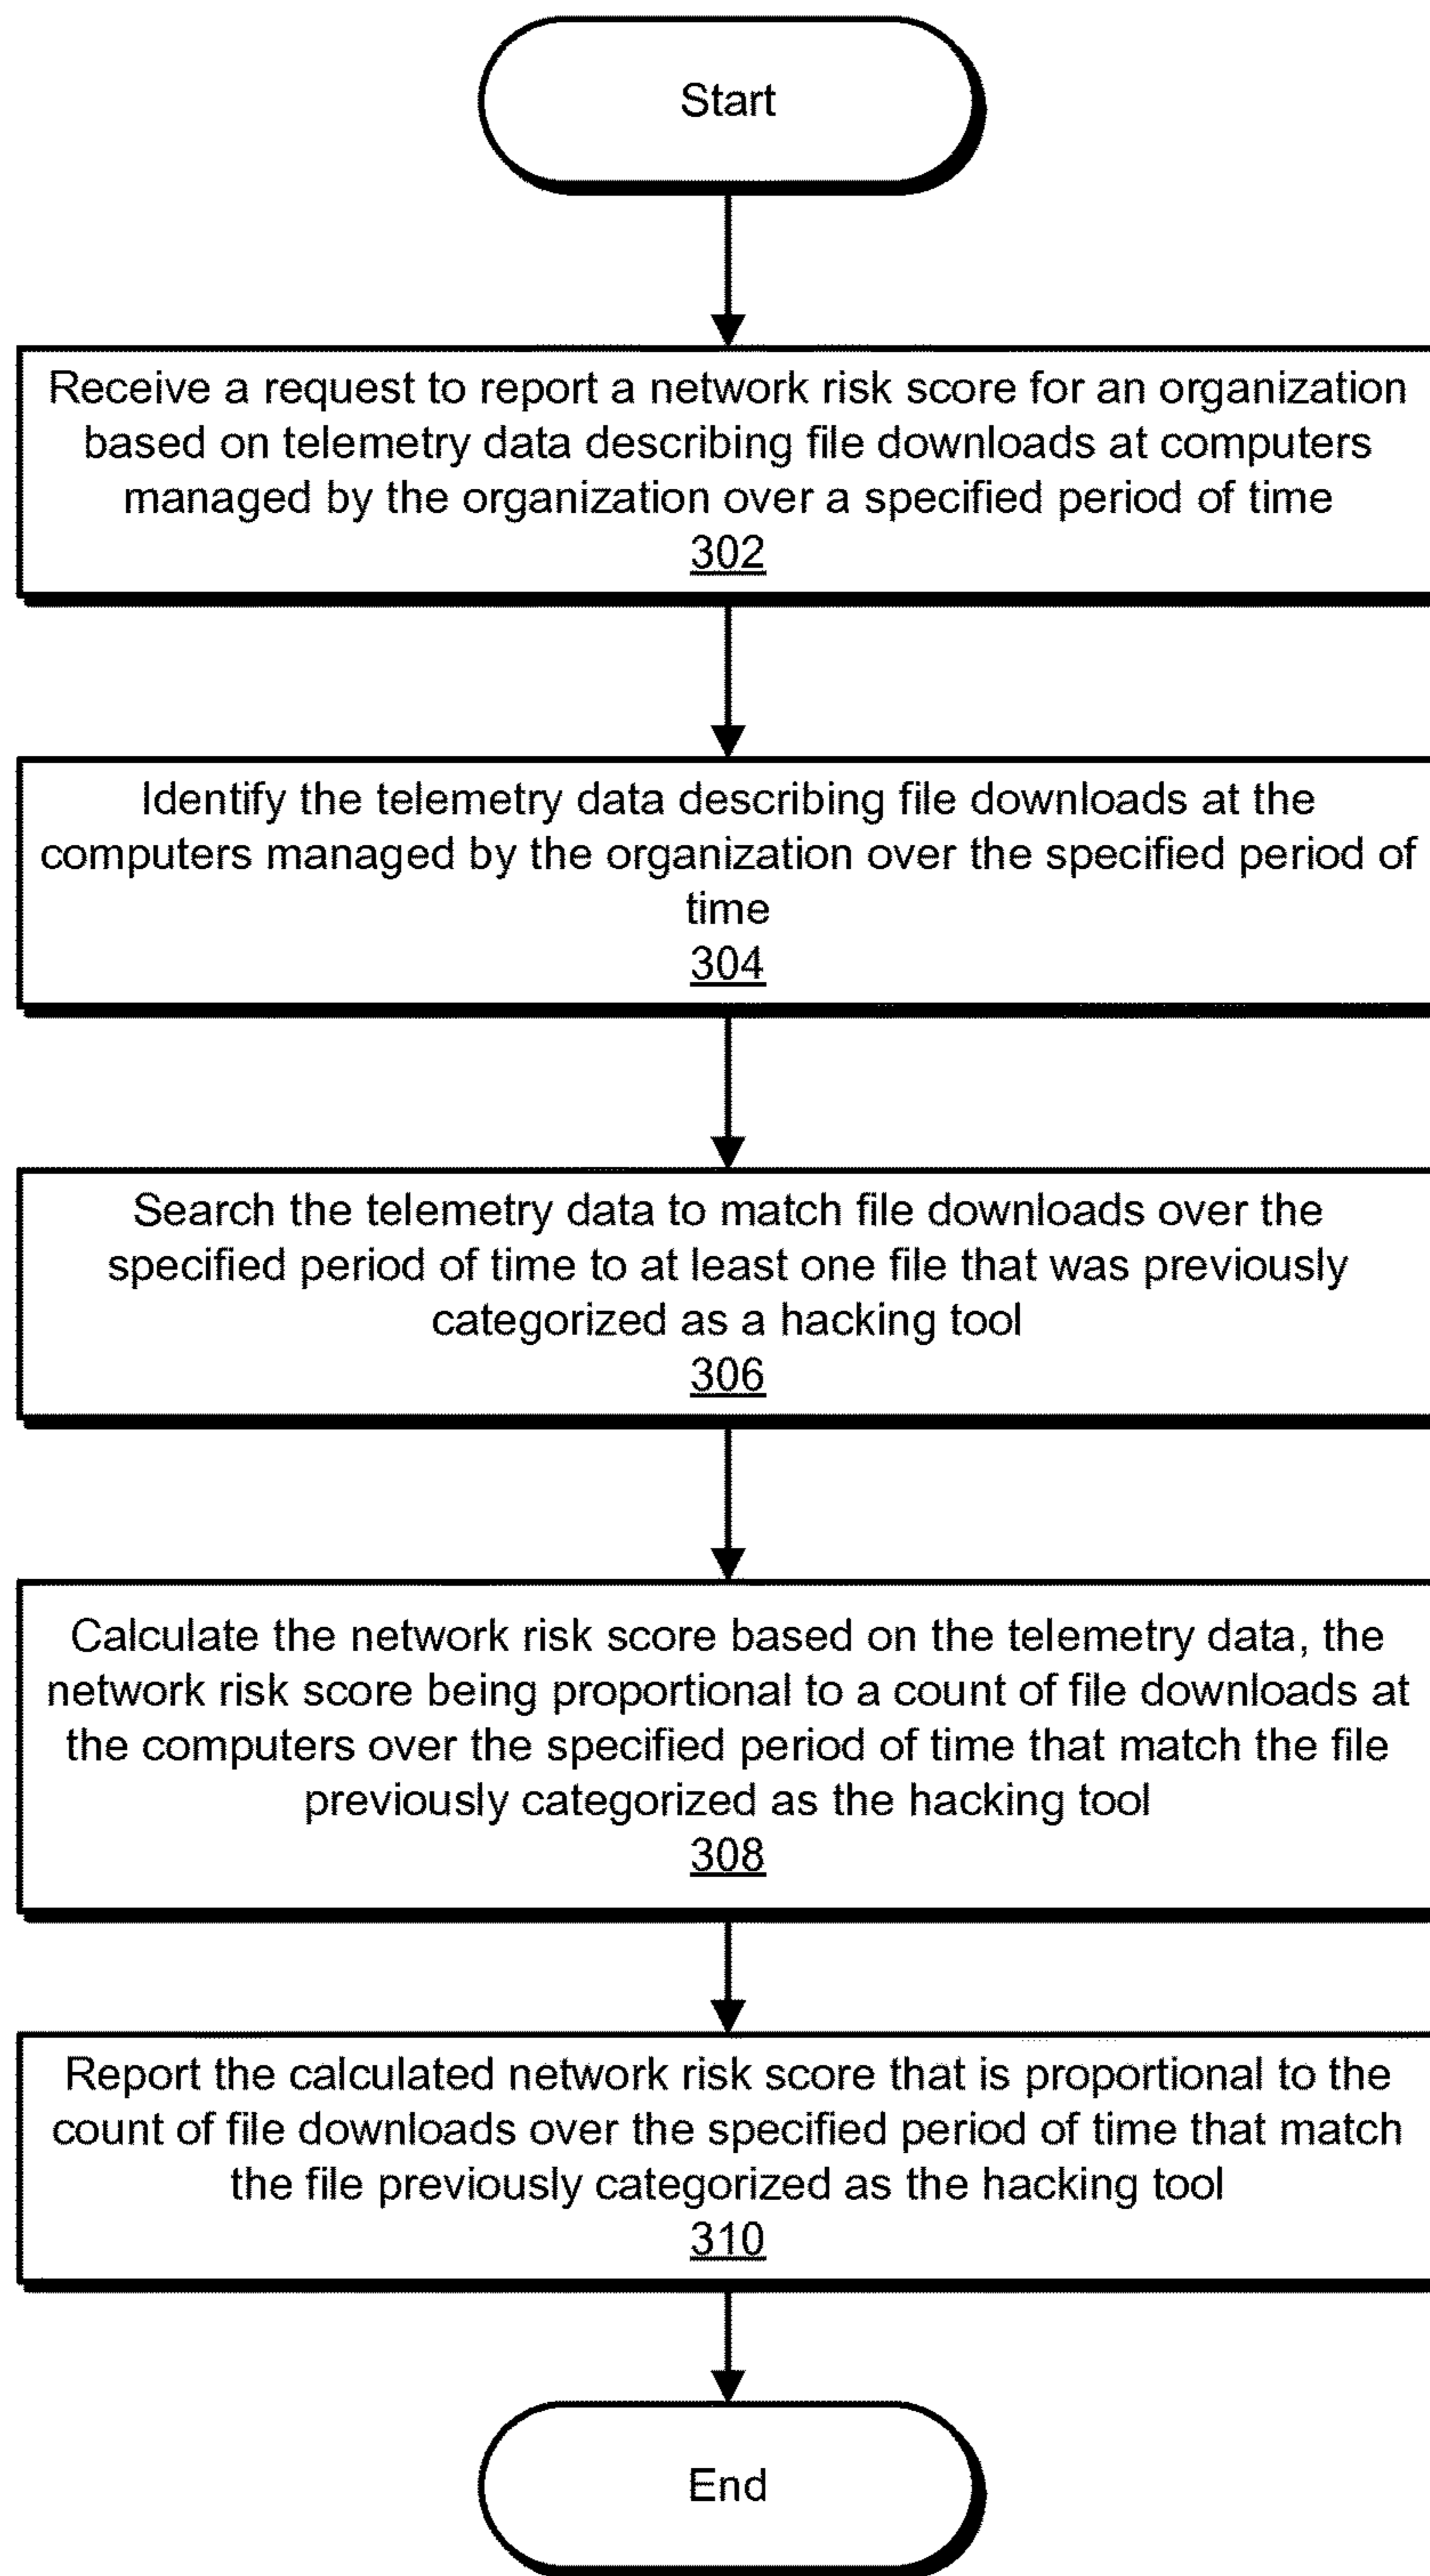 Start
Receive a request to report a network risk score for an organization
based on telemetry data describing file downloads at computers
managed by the organization over a specified period of time
302
Identify the telemetry data describing file downloads at the
computers managed by the organization over the specified period of
time
304
Search the telemetry data to match file downloads over the
specified period of time to at least one file that was previously
categorized as a hacking tool
306
Calculate the network risk score based on the telemetry data, the
network risk score being proportional to a count of file downloads at
the computers over the specified period of time that match the file
previously categorized as the hacking tool
308
Report the calculated network risk score that is proportional to the
count of file downloads over the specified period of time that match
the file previously categorized as the hacking tool
310
End